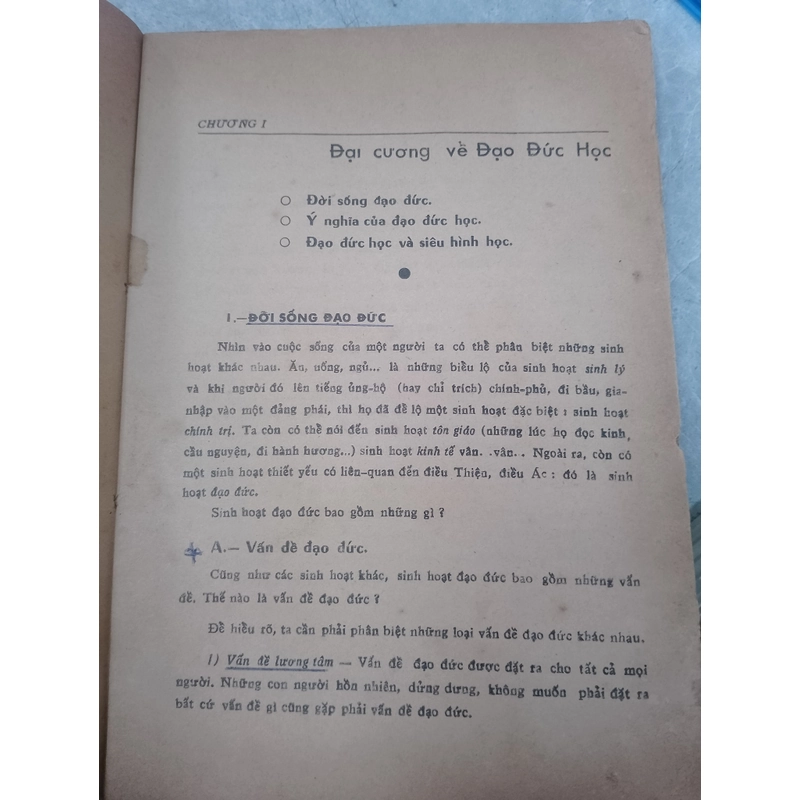 CHƯƠNG I
Đại cương về Đạo Đức Học
○ Đời sống đạo đức.
○ Ý nghĩa của đạo đức học.
○ Đạo đức học và siêu hình học.
●
I.— ĐỜI SỐNG ĐẠO ĐỨC
Nhìn vào cuộc sống của một người ta có thể phân biệt những sinh
hoạt khác nhau. Ăn, uống, ngủ... là những biểu lộ của sinh hoạt sinh lý
và khi người đó lên tiếng ủng-hộ (hay chỉ trích) chính-phủ, đi bầu, gia-
nhập vào một đảng phái, thì họ đã để lộ một sinh hoạt đặc biệt : sinh hoạt
chính trị. Ta còn có thể nói đến sinh hoạt tôn giáo (những lúc họ đọc kinh,
cầu nguyện, đi hành hương...) sinh hoạt kinh tế vân. .vân. . Ngoài ra, còn có
một sinh hoạt thiết yếu có liên-quan đến điều Thiện, điều Ác : đó là sinh
hoạt đạo đức.
Sinh hoạt đạo đức bao gồm những gì ?
A.— Vấn đề đạo đức.
Cũng như các sinh hoạt khác, sinh hoạt đạo đức bao gồm những vấn
đề. Thế nào là vấn đề đạo đức ?
Để hiểu rõ, ta cần phải phân biệt những loại vấn đề đạo đức khác nhau.
1) Vấn đề lương tâm — Vấn đề đạo đức được đặt ra cho tất cả mọi
người. Những con người hồn nhiên, dửng dưng, không muốn phải đặt ra
bất cứ vấn đề gì cũng gặp phải vấn đề đạo đức.